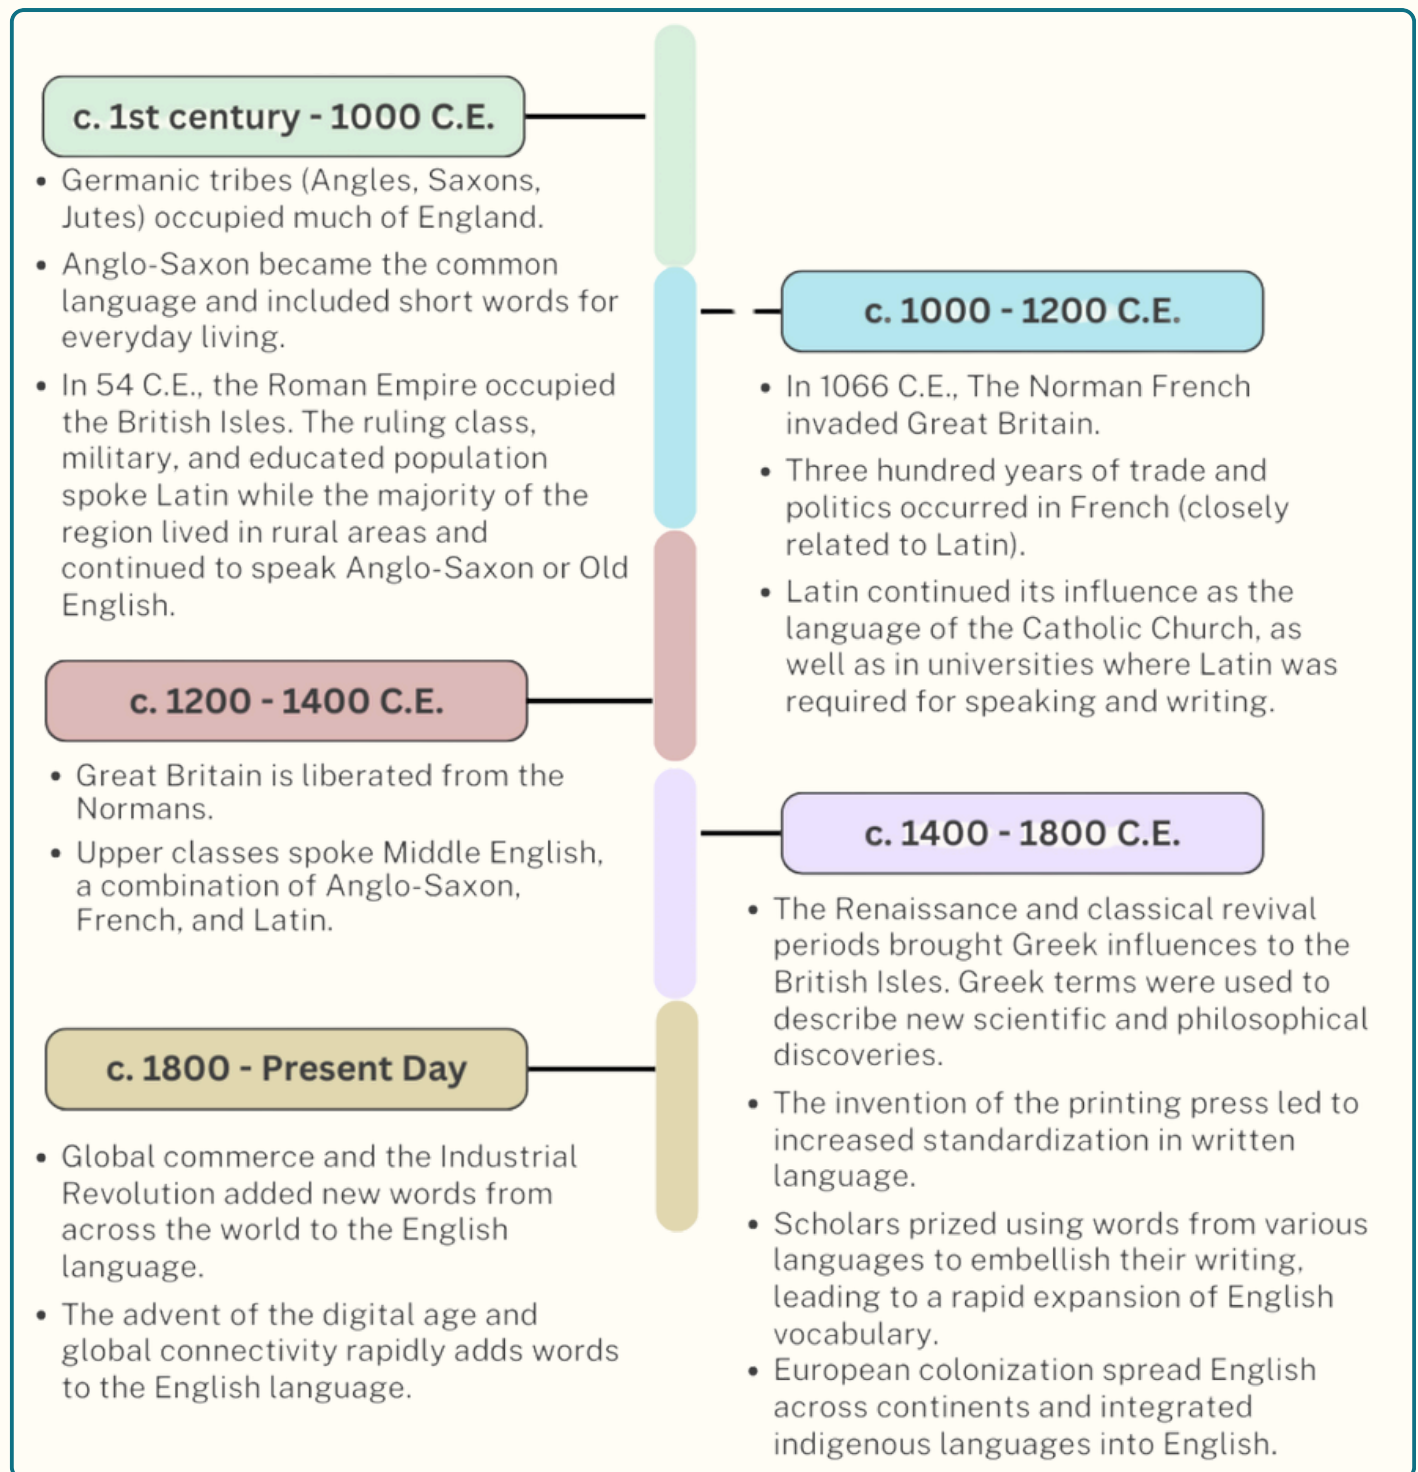 c. 1st century - 1000 C.E.
• Germanic tribes (Angles, Saxons,
Jutes) occupied much of England.
• Anglo-Saxon became the common
language and included short words for
everyday living.
• In 54 C.E., the Roman Empire occupied
the British Isles. The ruling class,
military, and educated population
spoke Latin while the majority of the
region lived in rural areas and
continued to speak Anglo-Saxon or Old
English.
c. 1000 - 1200 C.E.
• In 1066 C.E., The Norman French
invaded Great Britain.
• Three hundred years of trade and
politics occurred in French (closely
related to Latin).
• Latin continued its influence as the
language of the Catholic Church, as
well as in universities where Latin was
required for speaking and writing.
c. 1200 - 1400 C.E.
• Great Britain is liberated from the
Normans.
• Upper classes spoke Middle English,
a combination of Anglo-Saxon,
French, and Latin.
c. 1400 - 1800 C.E.
• The Renaissance and classical revival
periods brought Greek influences to the
British Isles. Greek terms were used to
describe new scientific and philosophical
discoveries.
• The invention of the printing press led to
increased standardization in written
language.
• Scholars prized using words from various
languages to embellish their writing,
leading to a rapid expansion of English
vocabulary.
• European colonization spread English
across continents and integrated
indigenous languages into English.
c. 1800 - Present Day
• Global commerce and the Industrial
Revolution added new words from
across the world to the English
language.
• The advent of the digital age and
global connectivity rapidly adds words
to the English language.